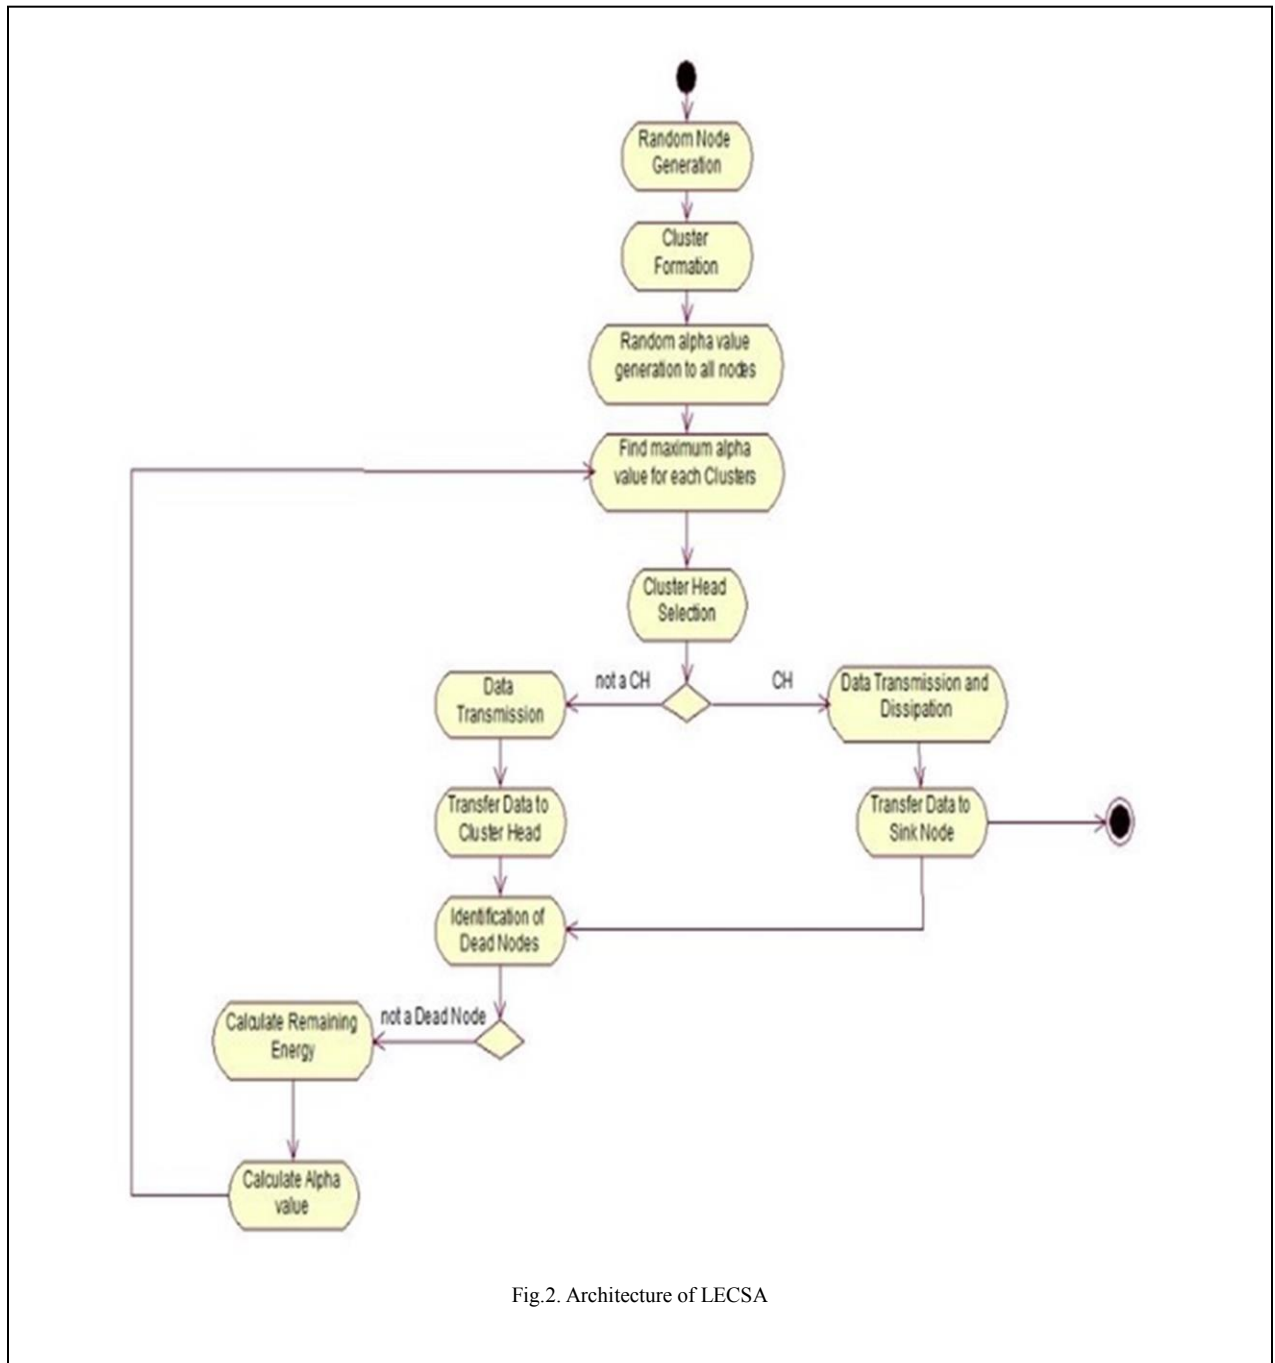 Random Node
Generation
Cluster
Formation
Random alpha value
generation to all nodes
Find maximum alpha
value for each Clusters
Cluster Head
Selection
not a CH
CH
Data
Transmission
Data Transmission and
Dissipation
Transfer Data to
Cluster Head
Transfer Data to
Sink Node
Identification of
Dead Nodes
not a Dead Node
Calculate Remaining
Energy
Calculate Alpha
value
Fig.2. Architecture of LECSA